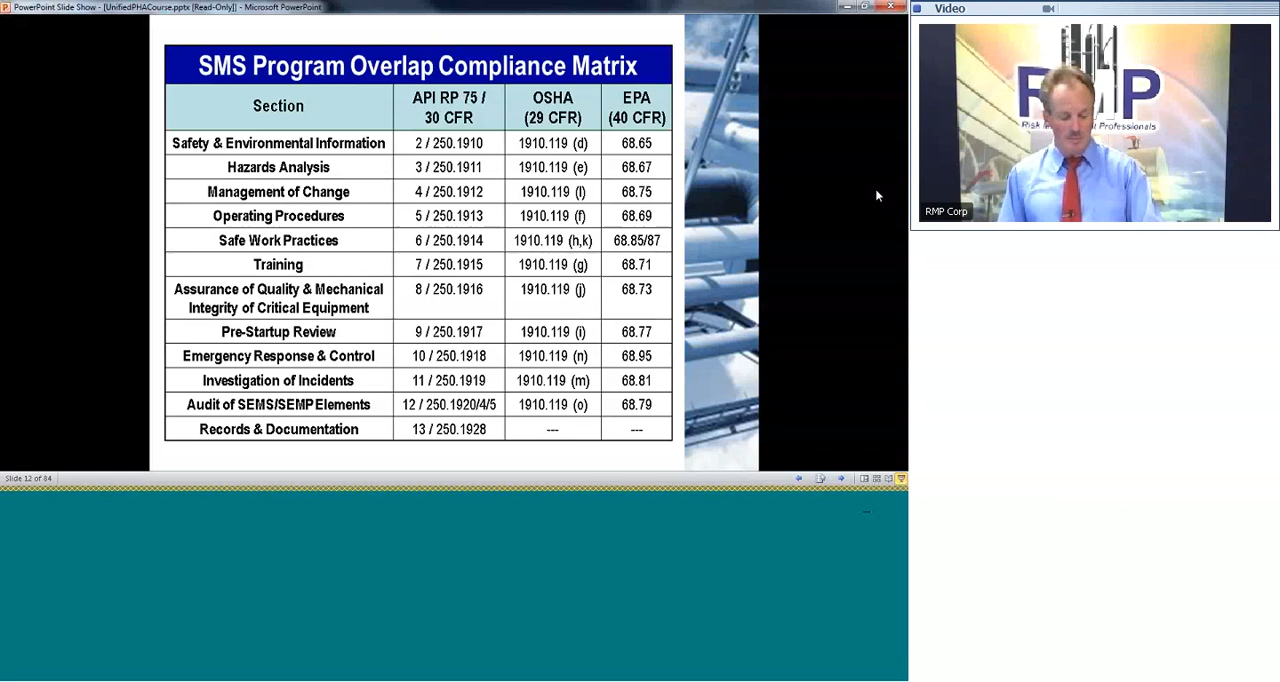 PowerPoint Slide Show - [UnifiedPHACourse.pptx [Read-Only]] - Microsoft PowerPoint
Video
SMS Program Overlap Compliance Matrix
Section
API RP 75 /
30 CFR
OSHA
(29 CFR)
EPA
(40 CFR)
Safety & Environmental Information 2 / 250.1910 1910.119 (d) 68.65
Hazards Analysis 3 / 250.1911 1910.119 (e) 68.67
Management of Change 4 / 250.1912 1910.119 (l) 68.75
Operating Procedures 5 / 250.1913 1910.119 (f) 68.69
Safe Work Practices 6 / 250.1914 1910.119 (h,k) 68.85/87
Training 7 / 250.1915 1910.119 (g) 68.71
Assurance of Quality & Mechanical 8 / 250.1916 1910.119 (j) 68.73
Integrity of Critical Equipment
Pre-Startup Review 9 / 250.1917 1910.119 (i) 68.77
Emergency Response & Control 10 / 250.1918 1910.119 (n) 68.95
Investigation of Incidents 11 / 250.1919 1910.119 (m) 68.81
Audit of SEMS/SEMP Elements 12 / 250.1920/4/5 1910.119 (o) 68.79
Records & Documentation 13 / 250.1928 --- ---
Slide 12 of 84
RMP
Professionals
RMP Corp